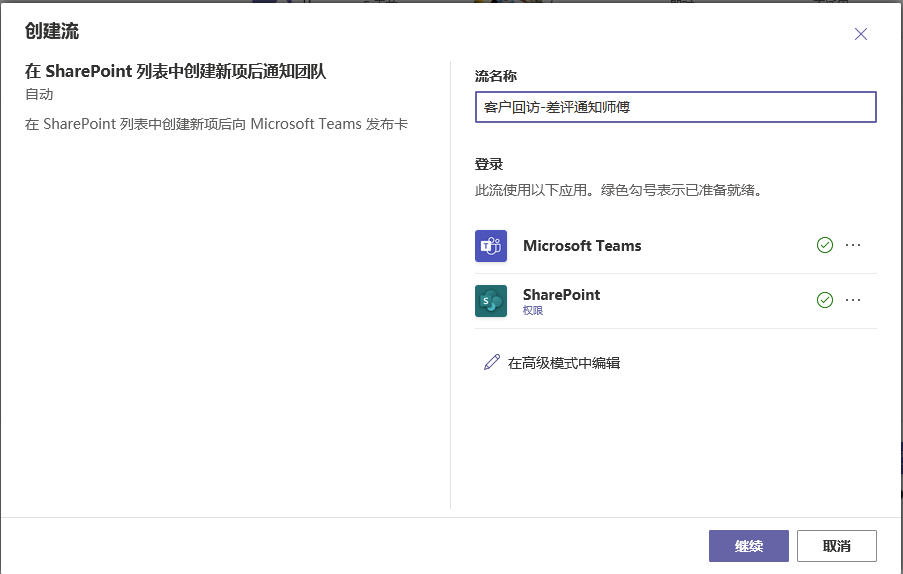 创建流
在 SharePoint 列表中创建新项后通知团队
自动
在 SharePoint 列表中创建新项后向 Microsoft Teams 发布卡
流名称
客户回访-差评通知师傅
登录
此流使用以下应用。绿色勾号表示已准备就绪。
Microsoft Teams
SharePoint
权限
在高级模式中编辑
继续
取消